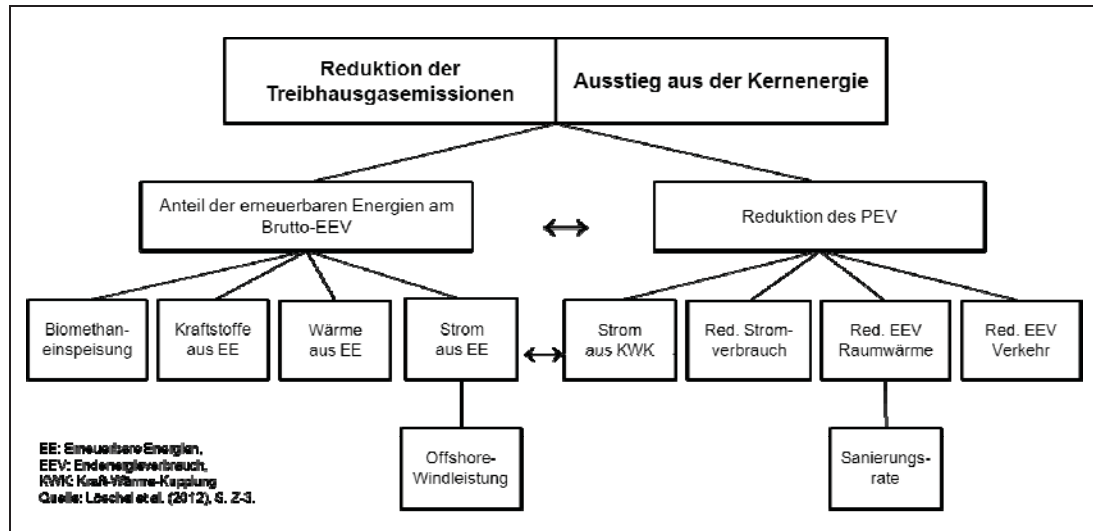 Reduktion der
Treibhausgasemissionen
Ausstieg aus der Kernenergie
Anteil der erneuerbaren Energien am
Brutto-EEV
Reduktion des PEV
Biomethan-
einspeisung
Kraftstoffe
aus EE
Wärme
aus EE
Strom
aus EE
Strom
aus KWK
Red. Strom-
verbrauch
Red. EEV
Raumwärme
Red. EEV
Verkehr
Offshore-
Windleistung
Sanierungs-
rate
EE: Erneuerbare Energien,
EEV: Endenergieverbrauch,
KWK: Kraft-Wärme-Kupplung
Quelle: Löschel et al. (2012), S. Z-3.